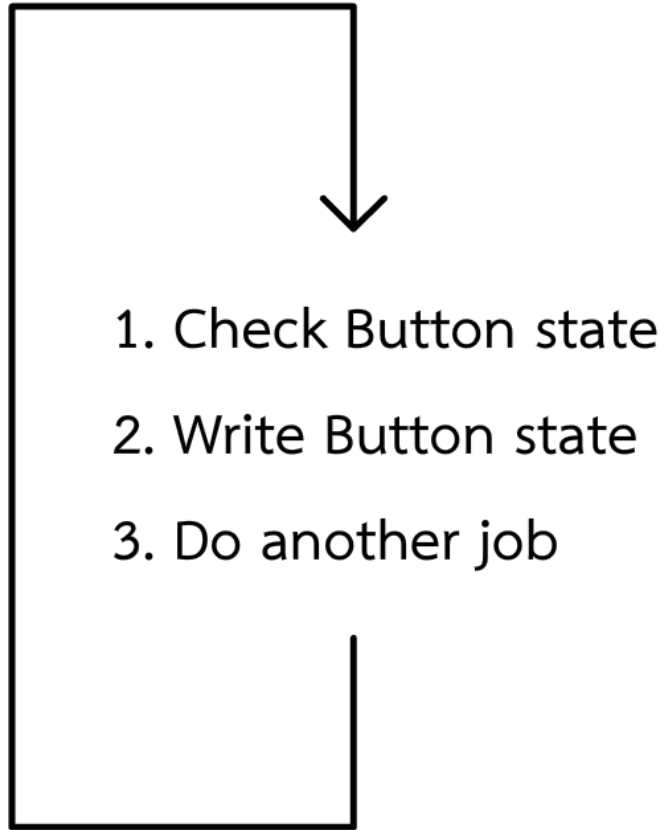 1. Check Button state
2. Write Button state
3. Do another job